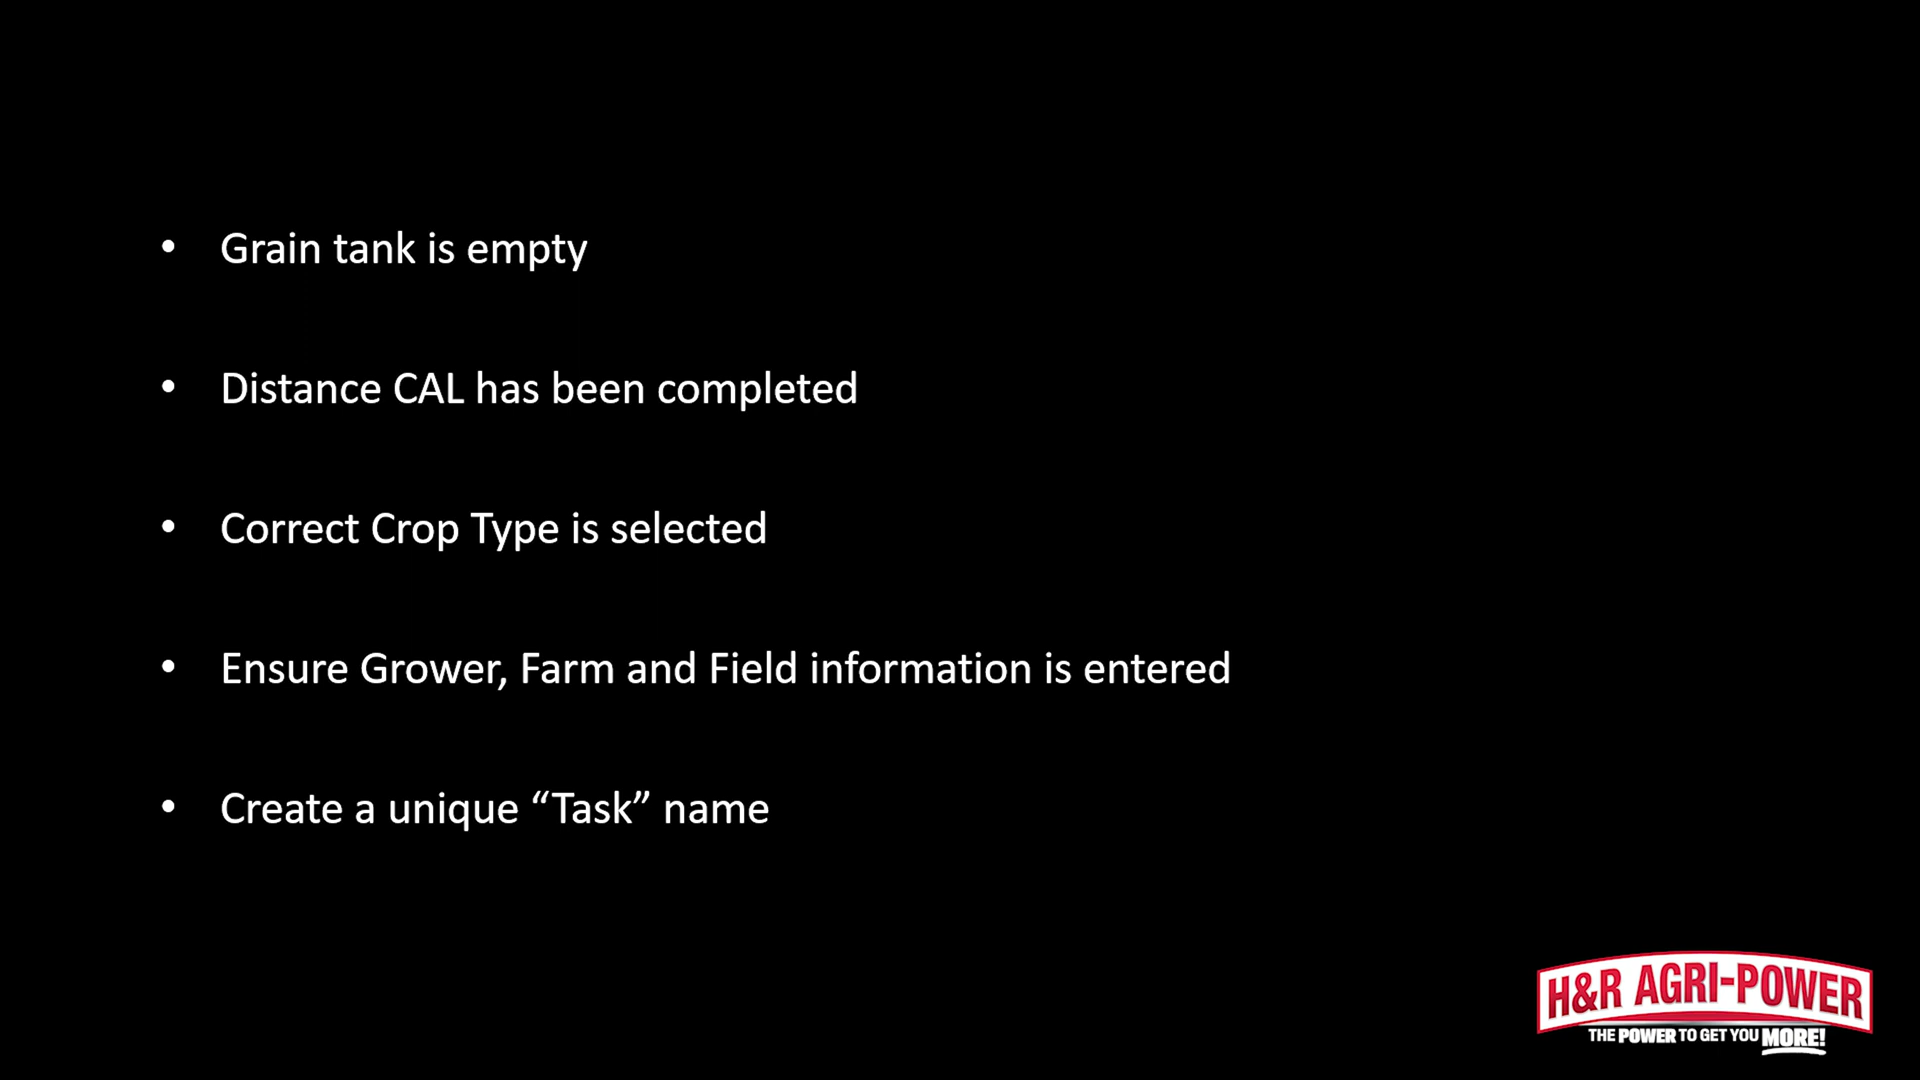 • Grain tank is empty
• Distance CAL has been completed
• Correct Crop Type is selected
• Ensure Grower, Farm and Field information is entered
• Create a unique “Task” name
H&R AGRI-POWER
THE POWER TO GET YOU MORE!